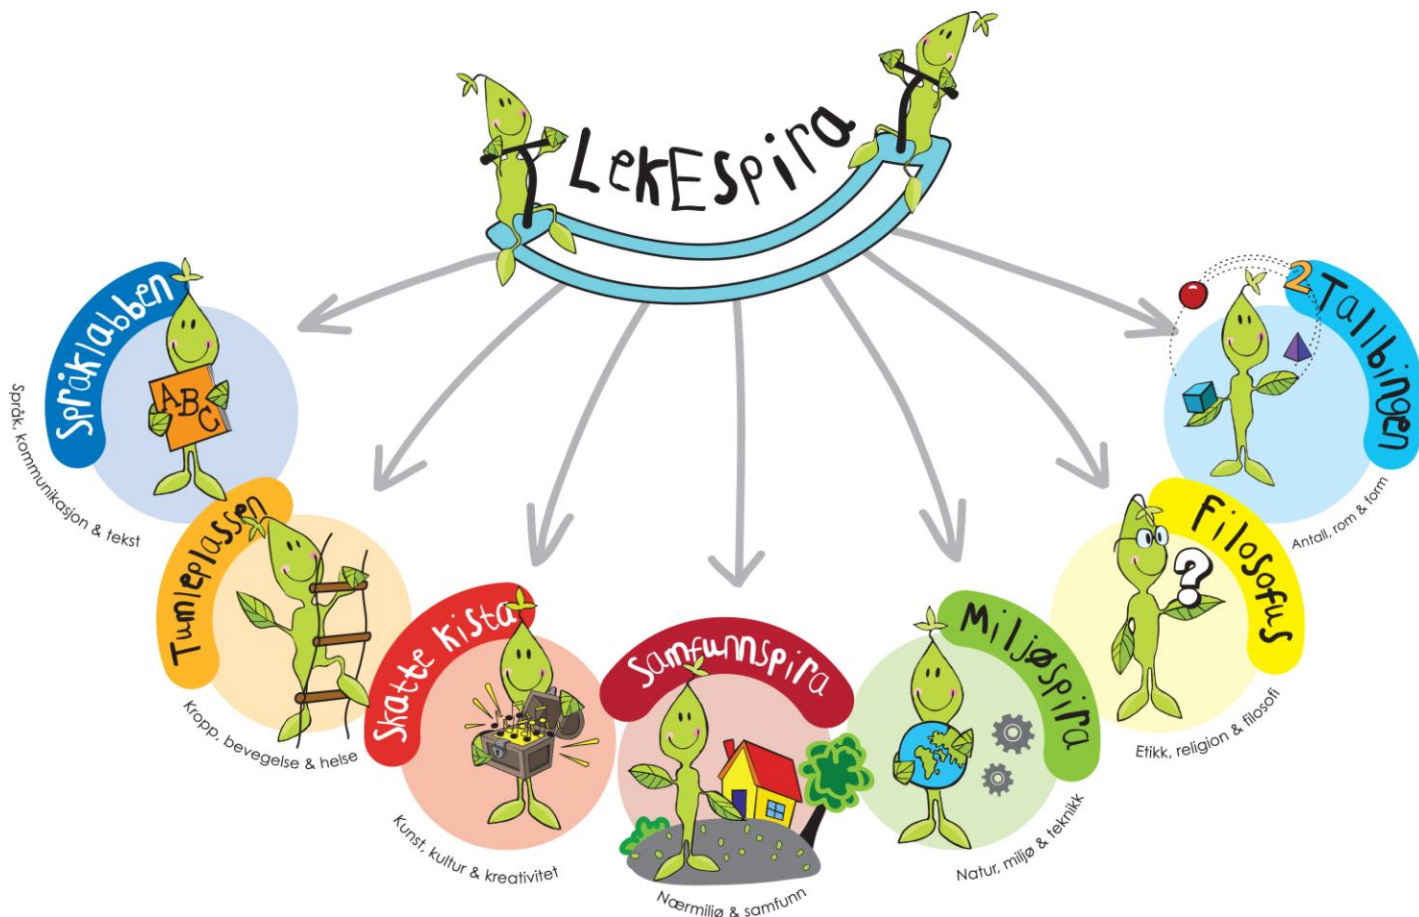 LekEspira
Språklabben
ABC
Språk, kommunikasjon & tekst
Tumleplassen
Kropp, bevegelse & helse
Skatte kista
Kunst, kultur & kreativitet
Samfunnspira
Nærmiljø & samfunn
Miljøspira
Natur, miljø & teknikk
Filosofus
?
Etikk, religion & filosofi
2
Tallbingen
Antall, rom & form